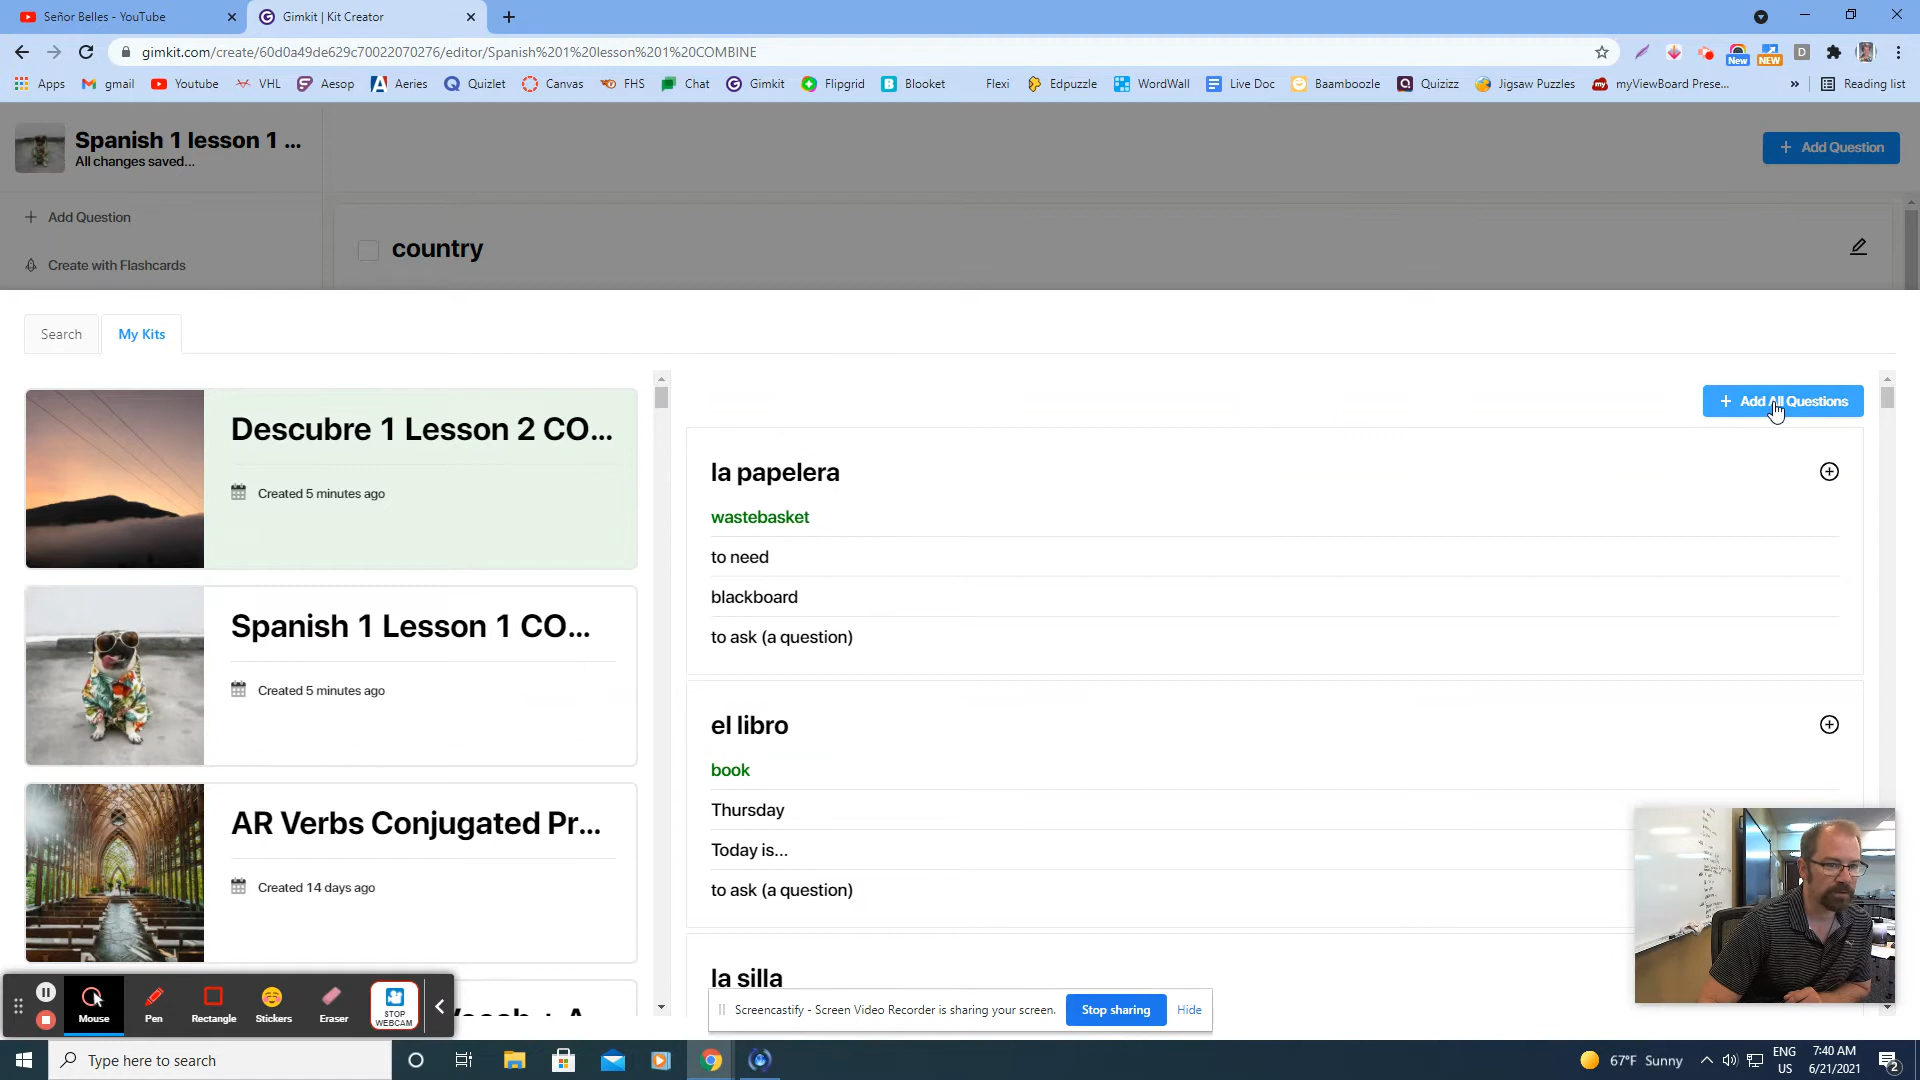 Señor Belles - YouTube
Gimkit | Kit Creator
gimkit.com/create/60d0a49de629c70022070276/editor/Spanish%201%20lesson%201%20COMBINE
New
NEW
D
Apps
gmail
Youtube
VHL
Aesop
Aeries
Quizlet
Canvas
FHS
Chat
Gimkit
Flipgrid
Blooket
Flexi
Edpuzzle
WordWall
Live Doc
Baamboozle
Quizizz
Jigsaw Puzzles
myViewBoard Prese...
»
Reading list
Spanish 1 lesson 1 ...
All changes saved...
+ Add Question
+ Add Question
Create with Flashcards
country
Search
My Kits
Descubre 1 Lesson 2 CO...
Created 5 minutes ago
Spanish 1 Lesson 1 CO...
Created 5 minutes ago
AR Verbs Conjugated Pr...
Created 14 days ago
+ Add All Questions
la papelera
wastebasket
to need
blackboard
to ask (a question)
el libro
book
Thursday
Today is...
to ask (a question)
la silla
Mouse
Pen
Rectangle
Stickers
Eraser
STOP
WEBCAM
Screencastify - Screen Video Recorder is sharing your screen.
Stop sharing
Hide
Type here to search
67°F Sunny
ENG
US
7:40 AM
6/21/2021
2